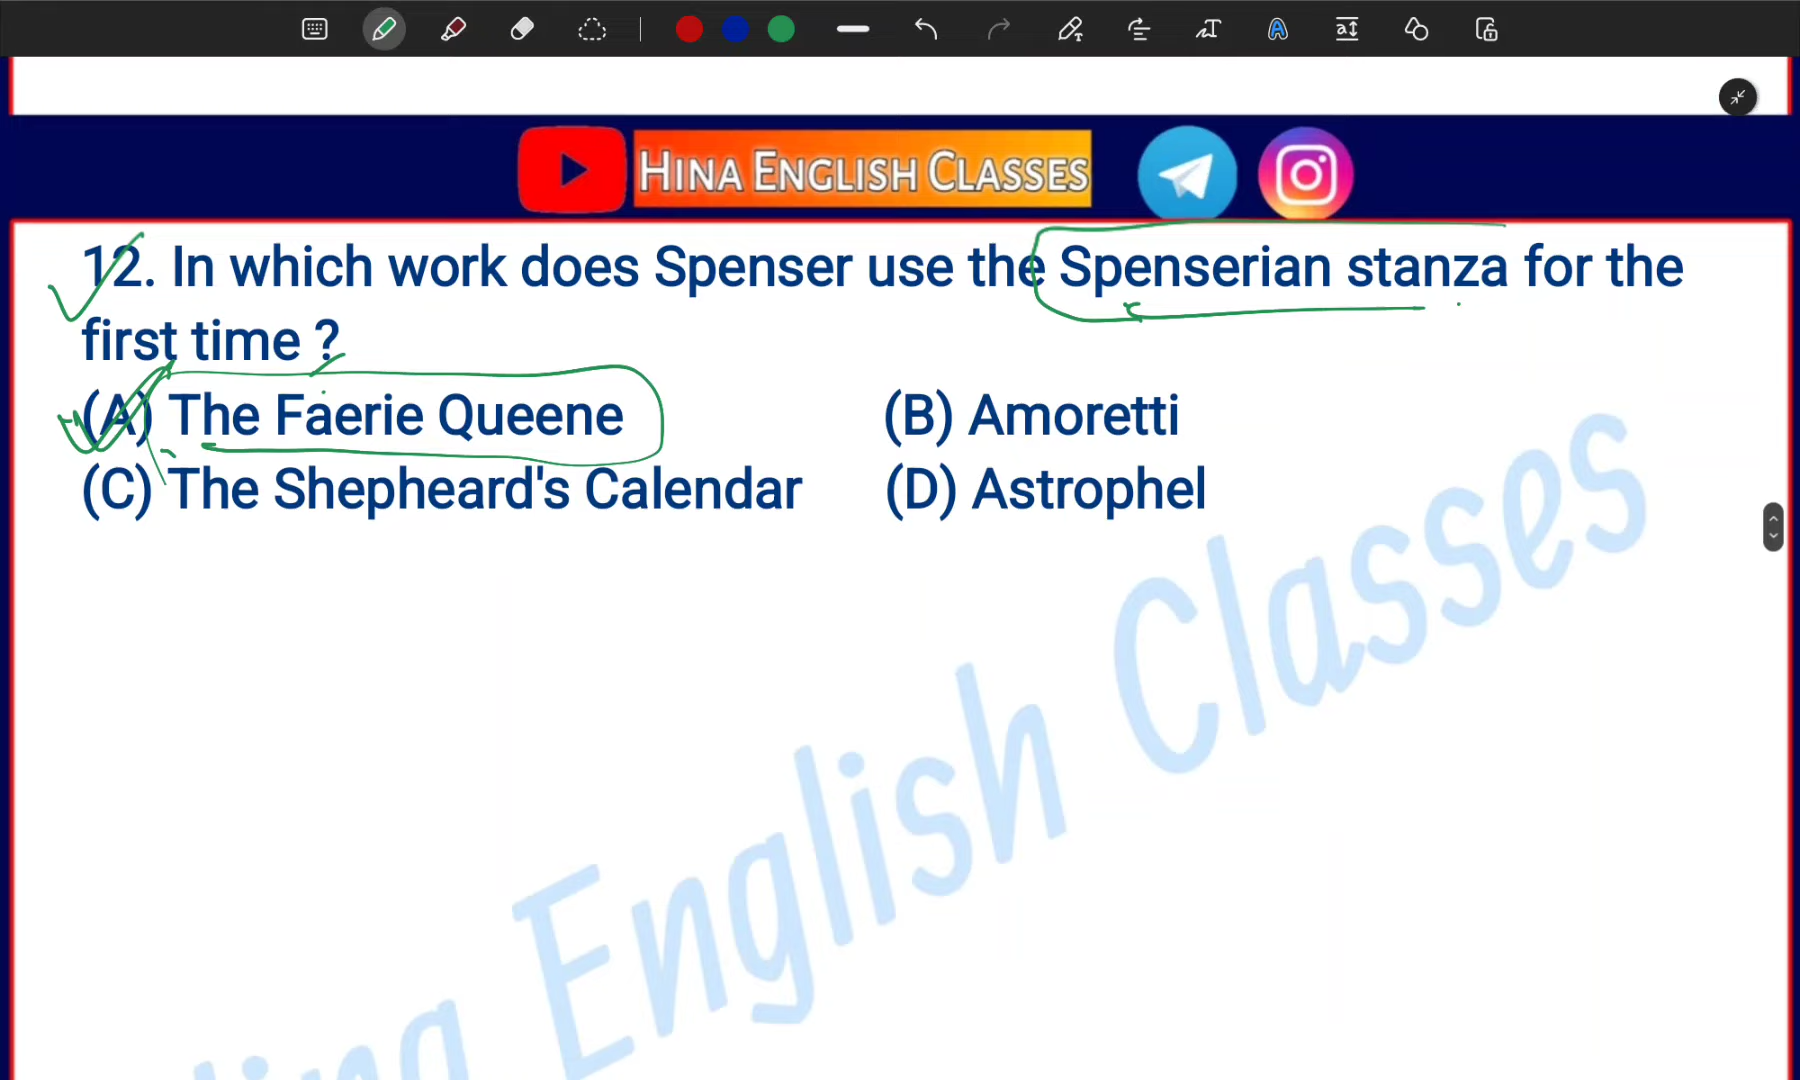 HINA ENGLISH CLASSES
12. In which work does Spenser use the Spenserian stanza for the
first time ?
(A) The Faerie Queene (B) Amoretti
(C) The Shepheard's Calendar (D) Astrophel
English Classes